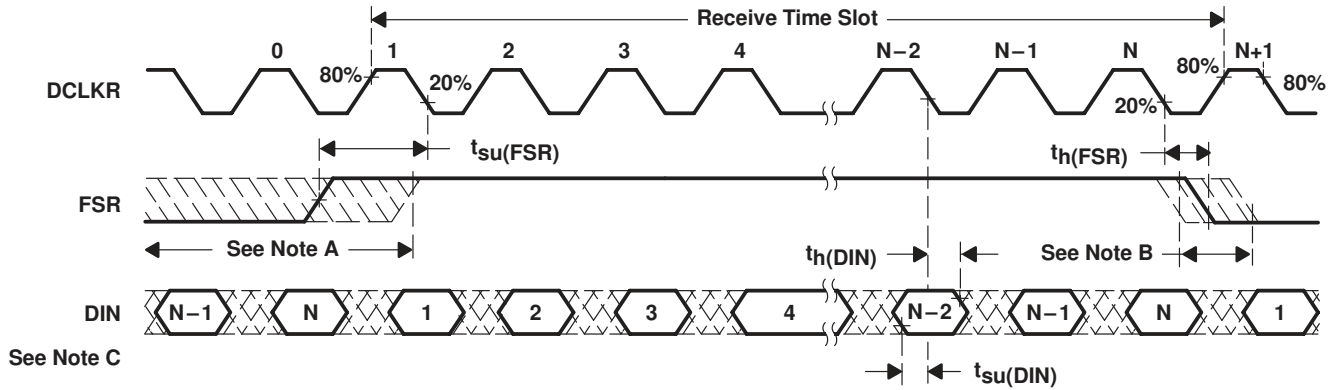 Receive Time Slot
0 1 2 3 4 N−2 N−1 N N+1
80% 20% 80% 80%
DCLKR
20%
tsu(FSR) th(FSR)
FSR
See Note A th(DIN) See Note B
DIN N−1 N 1 2 3 4 N−2 N−1 N 1
See Note C
tsu(DIN)